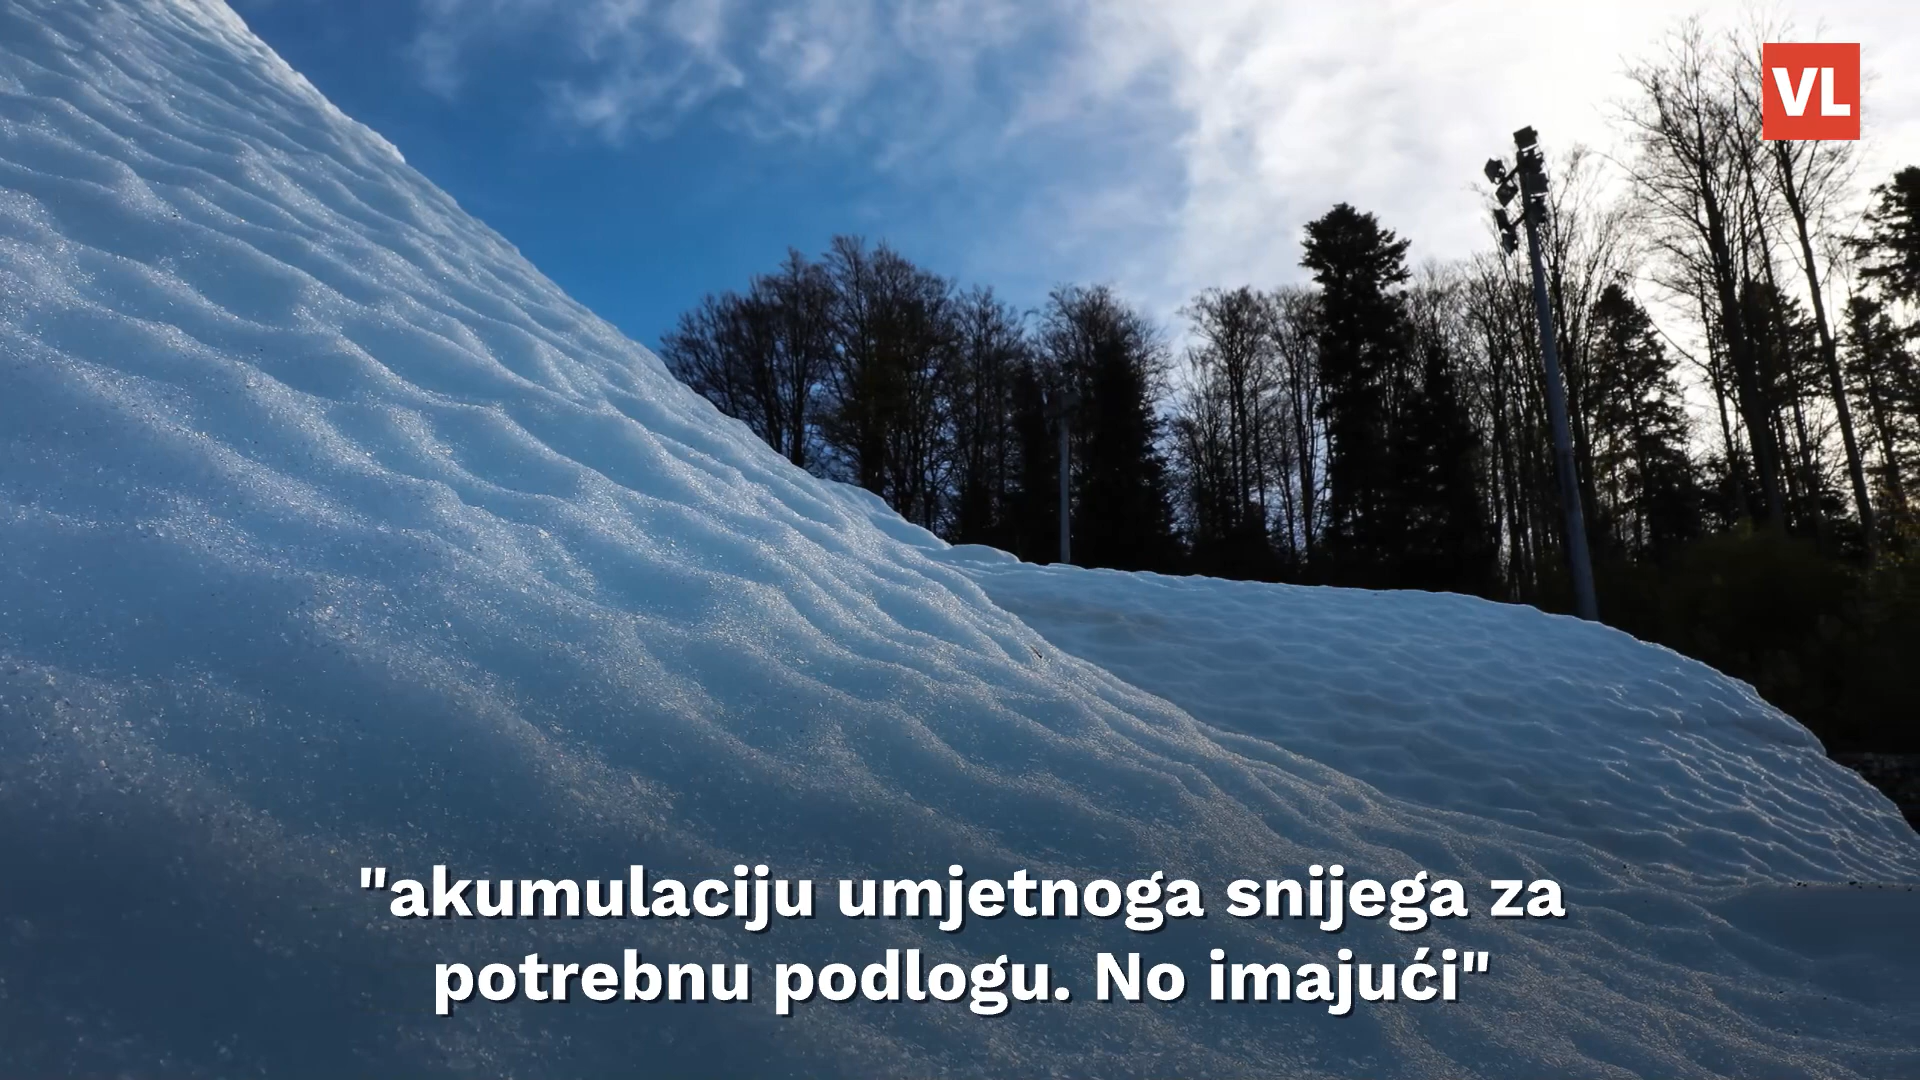 VL
"akumulaciju umjetnoga snijega za
potrebnu podlogu. No imajući"